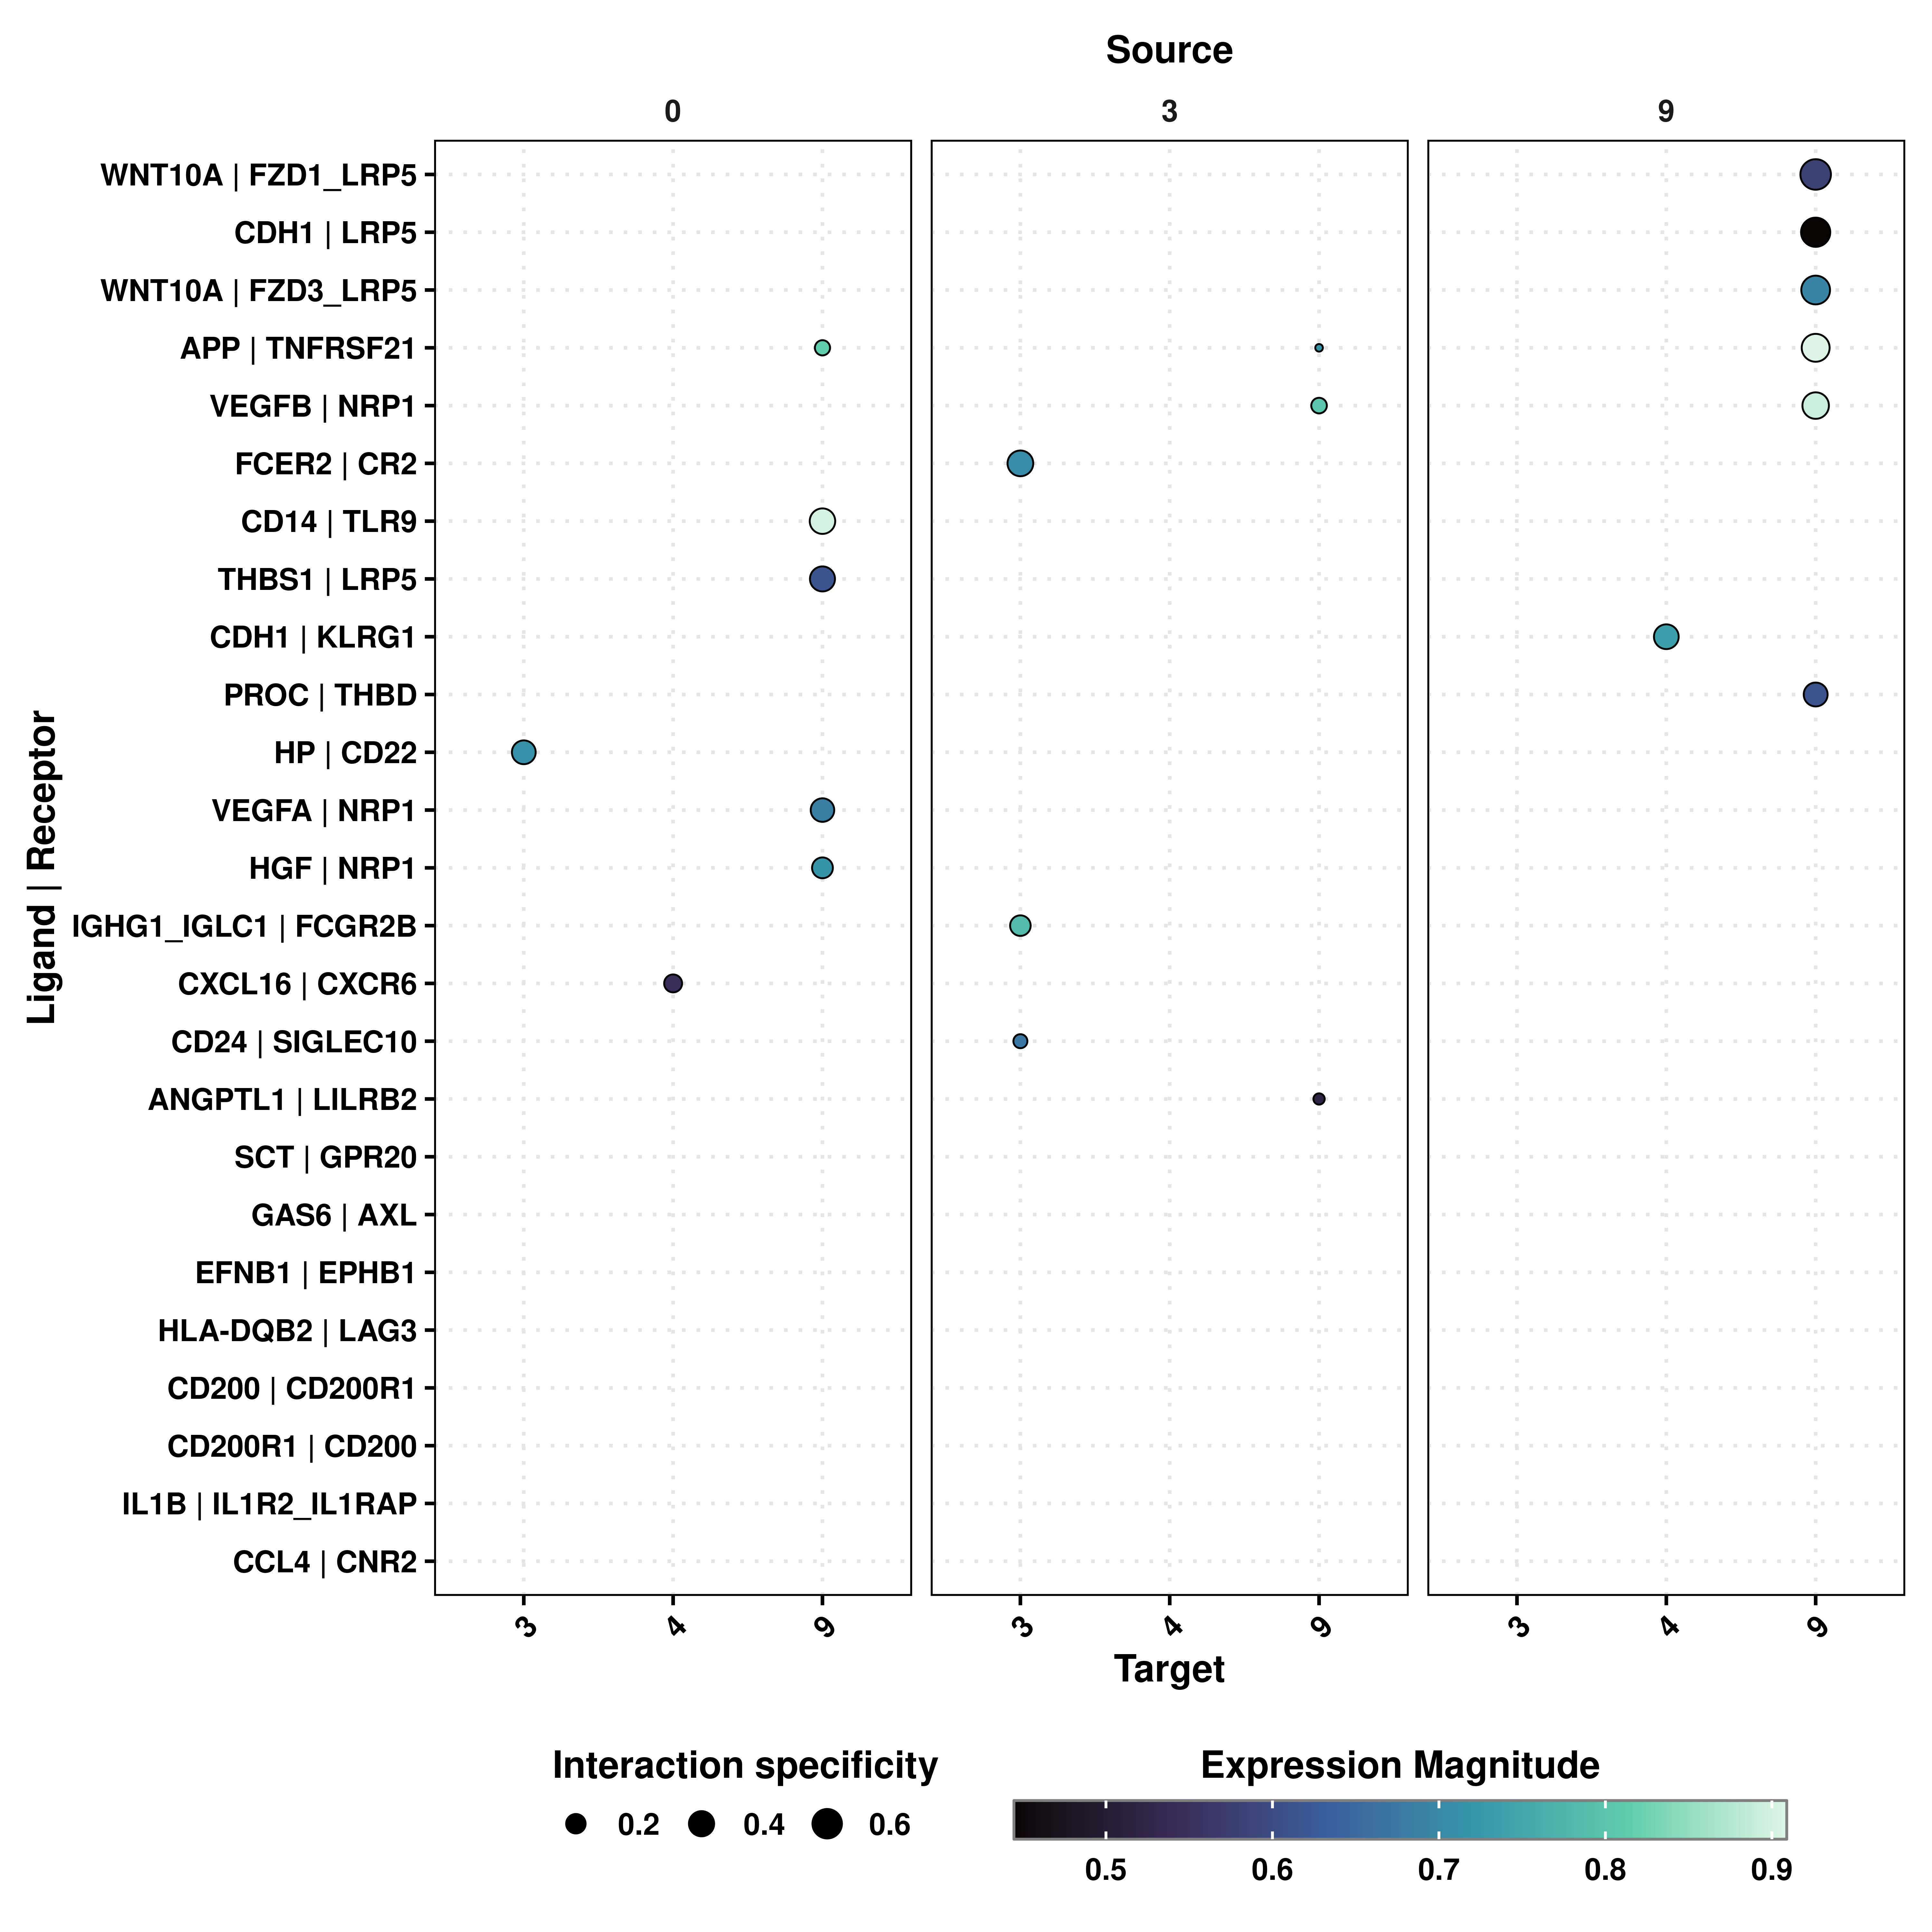 Source
0 3 9
WNT10A | FZD1_LRP5
CDH1 | LRP5
WNT10A | FZD3_LRP5
APP | TNFRSF21
VEGFB | NRP1
FCER2 | CR2
CD14 | TLR9
THBS1 | LRP5
CDH1 | KLRG1
PROC | THBD
HP | CD22
VEGFA | NRP1
HGF | NRP1
IGHG1_IGLC1 | FCGR2B
CXCL16 | CXCR6
CD24 | SIGLEC10
ANGPTL1 | LILRB2
SCT | GPR20
GAS6 | AXL
EFNB1 | EPHB1
HLA-DQB2 | LAG3
CD200 | CD200R1
CD200R1 | CD200
IL1B | IL1R2_IL1RAP
CCL4 | CNR2
Ligand | Receptor
3 4 9 3 4 9 3 4 9
Target
Interaction specificity
0.2 0.4 0.6
Expression Magnitude
0.5 0.6 0.7 0.8 0.9